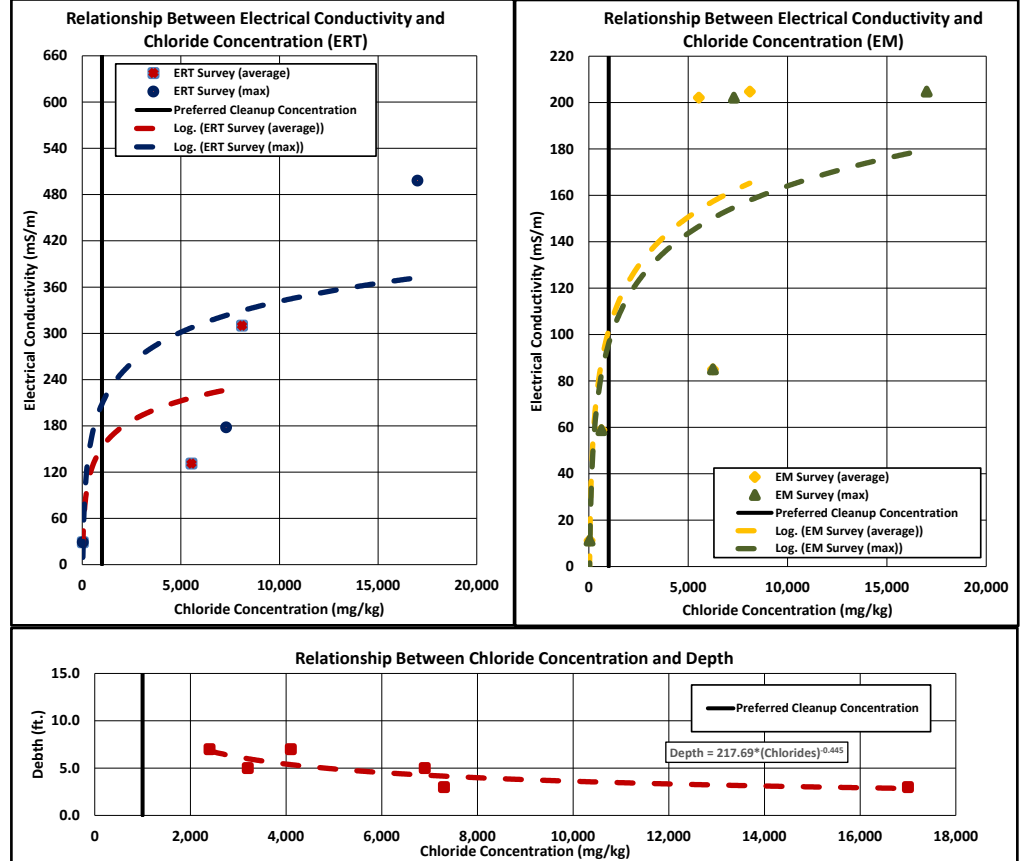 Relationship Between Electrical Conductivity and
Chloride Concentration (ERT)
660
600
540
480
420
360
300
240
180
120
60
0
Electrical Conductivity (mS/m)
ERT Survey (average)
ERT Survey (max)
Preferred Cleanup Concentration
Log. (ERT Survey (average))
Log. (ERT Survey (max))
0 5,000 10,000 15,000 20,000
Chloride Concentration (mg/kg)
Relationship Between Electrical Conductivity and
Chloride Concentration (EM)
220
200
180
160
140
120
100
80
60
40
20
0
Electrical Conductivity (mS/m)
EM Survey (average)
EM Survey (max)
Preferred Cleanup Concentration
Log. (EM Survey (average))
Log. (EM Survey (max))
0 5,000 10,000 15,000 20,000
Chloride Concentration (mg/kg)
Relationship Between Chloride Concentration and Depth
15.0
10.0
5.0
0.0
Debth (ft.)
Preferred Cleanup Concentration
Depth = 217.69*(Chlorides)-0.445
0 2,000 4,000 6,000 8,000 10,000 12,000 14,000 16,000 18,000
Chloride Concentration (mg/kg)